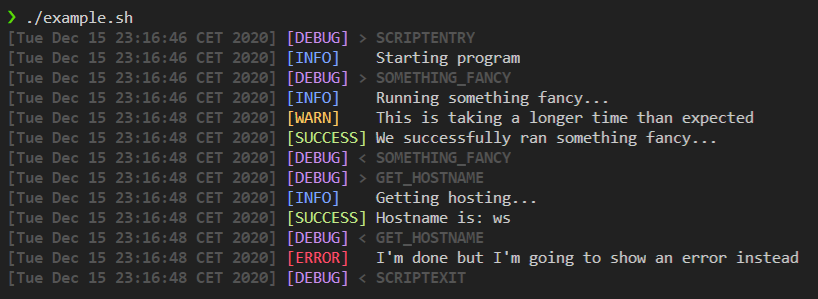 ❯ ./example.sh
[Tue Dec 15 23:16:46 CET 2020] [DEBUG] > SCRIPTENTRY
[Tue Dec 15 23:16:46 CET 2020] [INFO]    Starting program
[Tue Dec 15 23:16:46 CET 2020] [DEBUG] > SOMETHING_FANCY
[Tue Dec 15 23:16:46 CET 2020] [INFO]    Running something fancy...
[Tue Dec 15 23:16:48 CET 2020] [WARN]    This is taking a longer time than expected
[Tue Dec 15 23:16:48 CET 2020] [SUCCESS] We successfully ran something fancy...
[Tue Dec 15 23:16:48 CET 2020] [DEBUG] < SOMETHING_FANCY
[Tue Dec 15 23:16:48 CET 2020] [DEBUG] > GET_HOSTNAME
[Tue Dec 15 23:16:48 CET 2020] [INFO]    Getting hosting...
[Tue Dec 15 23:16:48 CET 2020] [SUCCESS] Hostname is: ws
[Tue Dec 15 23:16:48 CET 2020] [DEBUG] < GET_HOSTNAME
[Tue Dec 15 23:16:48 CET 2020] [ERROR]   I'm done but I'm going to show an error instead
[Tue Dec 15 23:16:48 CET 2020] [DEBUG] < SCRIPTEXIT